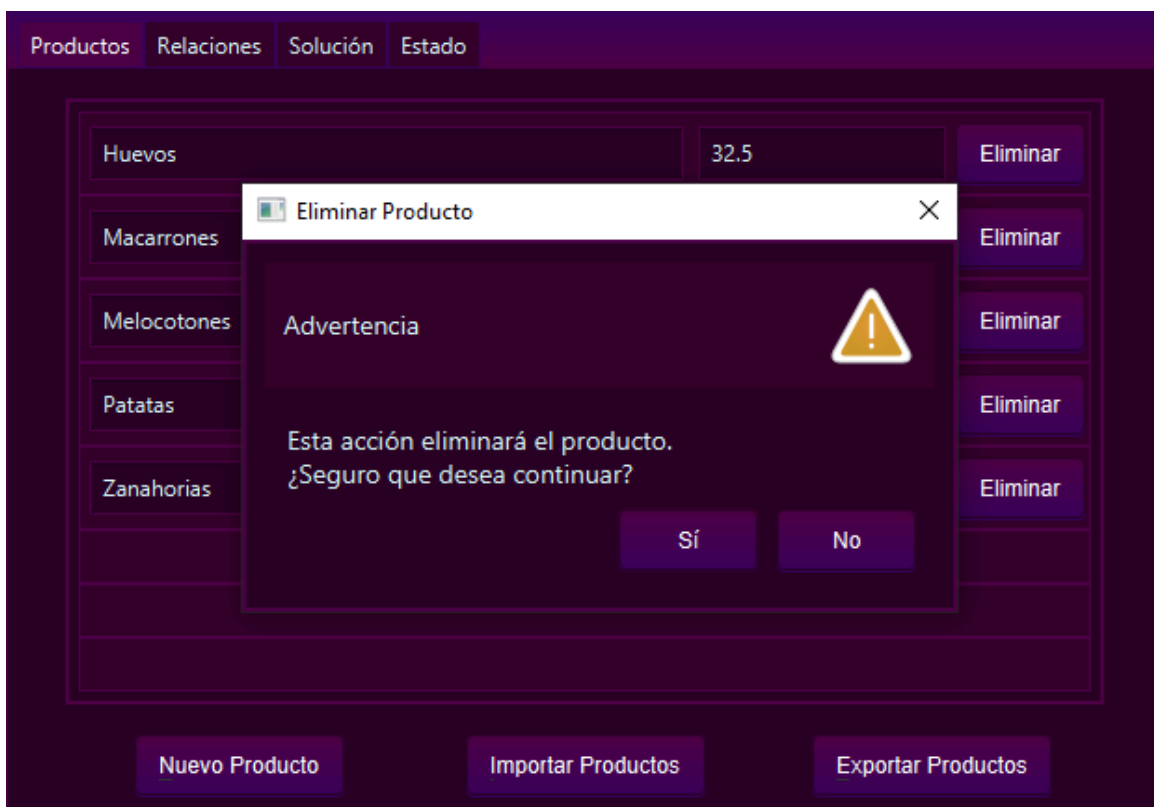 Productos Relaciones Solución Estado
Huevos 32.5 Eliminar
Eliminar Producto
Macarrones Eliminar
Advertencia
Melocotones Eliminar
Patatas Eliminar
Esta acción eliminará el producto.
¿Seguro que desea continuar?
Zanahorias Eliminar
Sí No
Nuevo Producto Importar Productos Exportar Productos